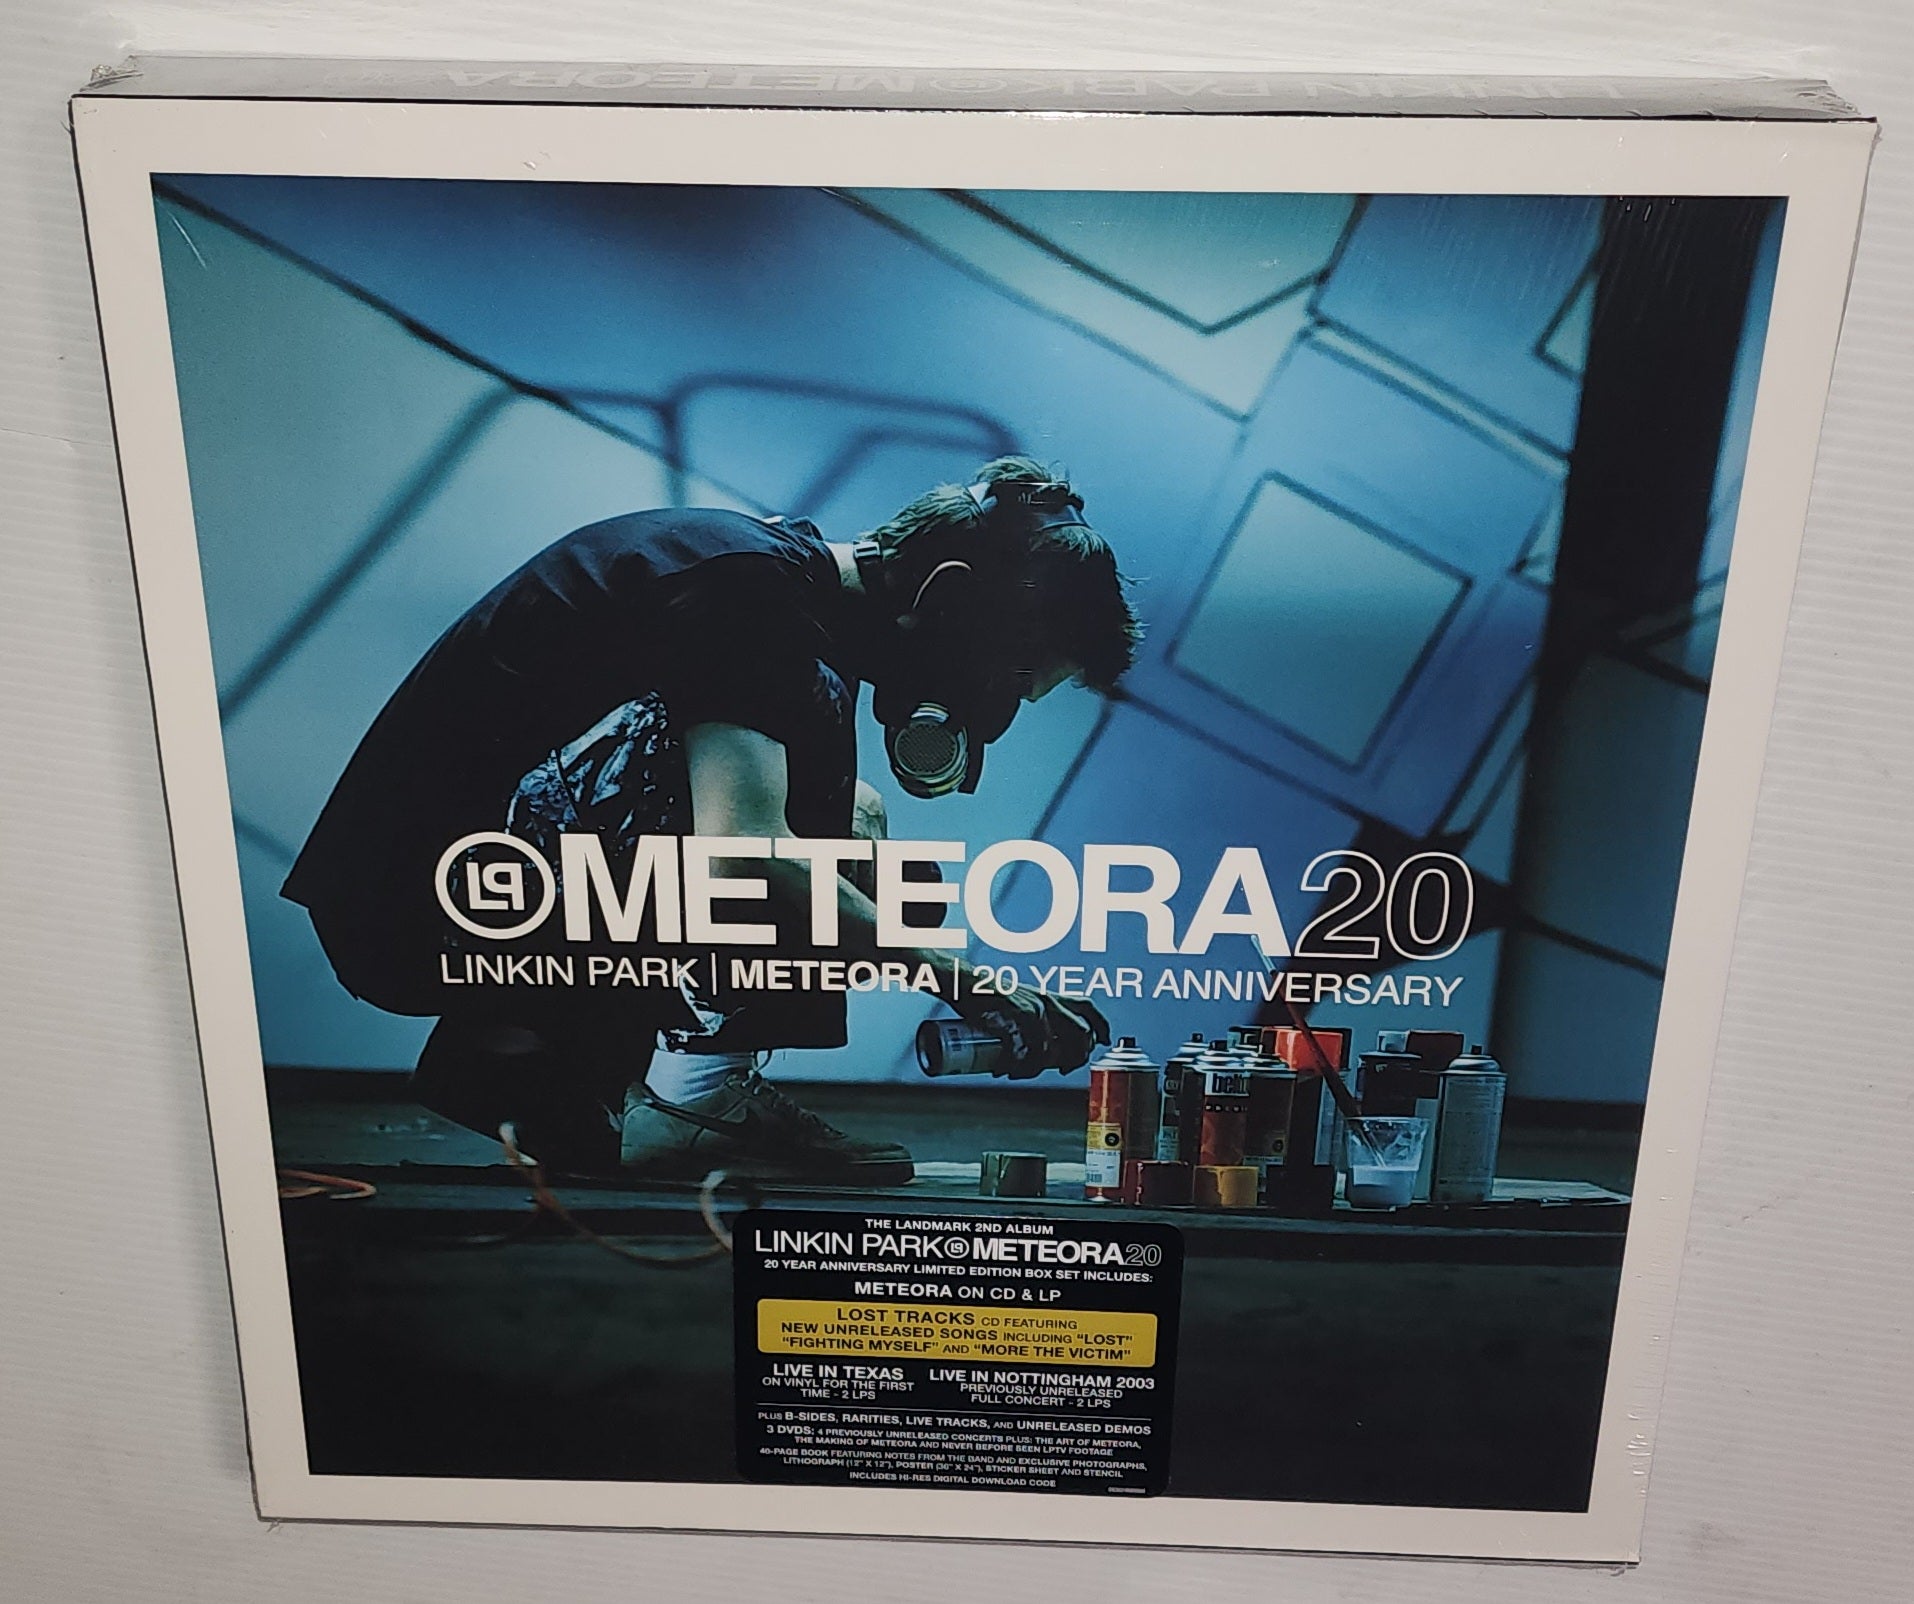 LINKIN PARK LP METEORA
LP METEORA20
LINKIN PARK | METEORA | 20 YEAR ANNIVERSARY
THE LANDMARK 2ND ALBUM
LINKIN PARK LP METEORA20
20 YEAR ANNIVERSARY LIMITED EDITION BOX SET INCLUDES:
METEORA ON CD & LP
LOST TRACKS CD FEATURING
NEW UNRELEASED SONGS INCLUDING "LOST"
"FIGHTING MYSELF" AND "MORE THE VICTIM"
LIVE IN TEXAS
ON VINYL FOR THE FIRST
TIME - 2 LPS
LIVE IN NOTTINGHAM 2003
PREVIOUSLY UNRELEASED
FULL CONCERT - 2 LPS
PLUS B-SIDES, RARITIES, LIVE TRACKS, AND UNRELEASED DEMOS
3 DVDS: 4 PREVIOUSLY UNRELEASED CONCERTS PLUS: THE ART OF METEORA,
THE MAKING OF METEORA AND NEVER BEFORE SEEN LPTV FOOTAGE
40-PAGE BOOK FEATURING NOTES FROM THE BAND AND EXCLUSIVE PHOTOGRAPHS,
LITHOGRAPH (12" X 12"), POSTER (36" X 24"), STICKER SHEET AND STENCIL
INCLUDES HI-RES DIGITAL DOWNLOAD CODE